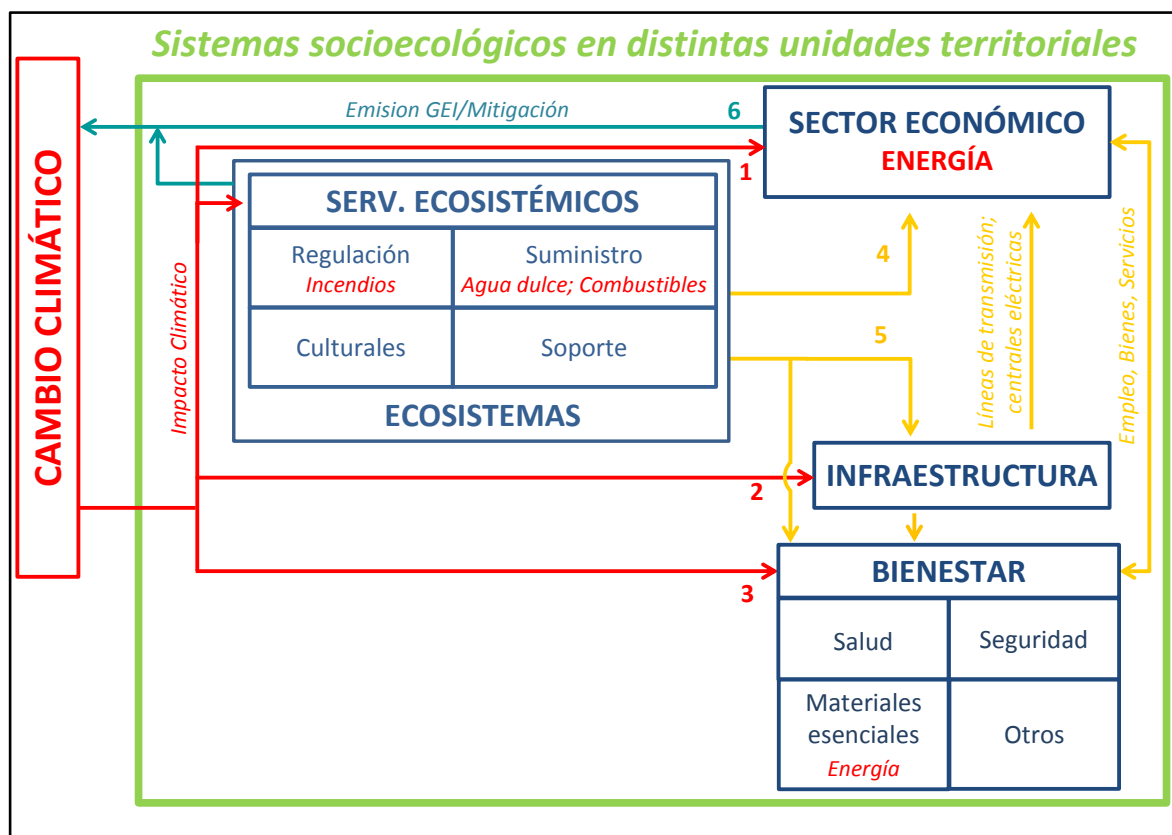 Sistemas socioecológicos en distintas unidades territoriales
CAMBIO CLIMÁTICO
Emision GEI/Mitigación
6
SECTOR ECONÓMICO
ENERGÍA
1
SERV. ECOSISTÉMICOS
Regulación
Incendios
Suministro
Agua dulce; Combustibles
Culturales
Soporte
ECOSISTEMAS
Impacto Climático
4
5
Líneas de transmisión;
centrales eléctricas
Empleo, Bienes, Servicios
2
INFRAESTRUCTURA
3
BIENESTAR
Salud
Seguridad
Materiales
esenciales
Energía
Otros